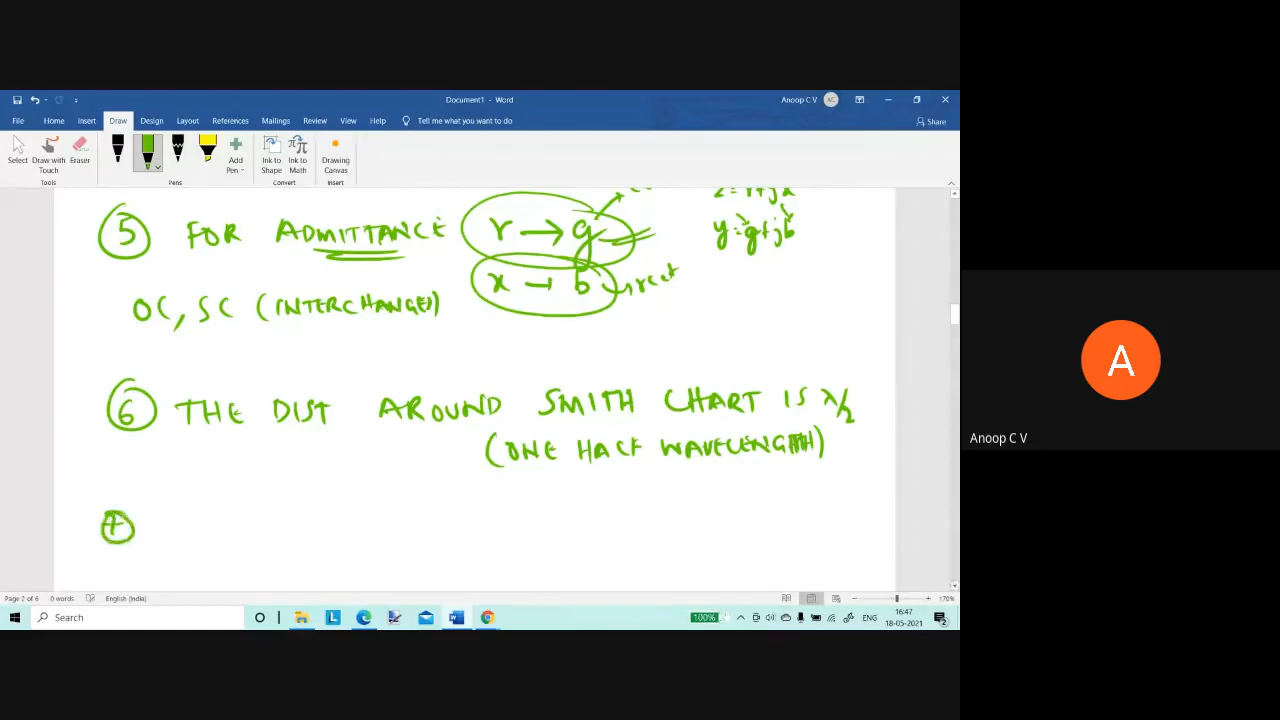 Document1 - Word
Anoop C V
AC
File Home Insert Draw Design Layout References Mailings Review View Help Tell me what you want to do
Share
Select
Draw with Touch
Eraser
Add Pen
Ink to Shape
Ink to Math
Drawing Canvas
Tools
Pens
Convert
Insert
z = r+jx
5 FOR ADMITTANCE r → g
y = g+jb
x → b
OC, SC (INTERCHANGED)
6 THE DIST AROUND SMITH CHART IS λ/2
(ONE HALF WAVELENGTH)
7
Page 2 of 6 0 words English (India)
170%
Search
100%
ENG
16:47
18-05-2021
2
A
Anoop C V